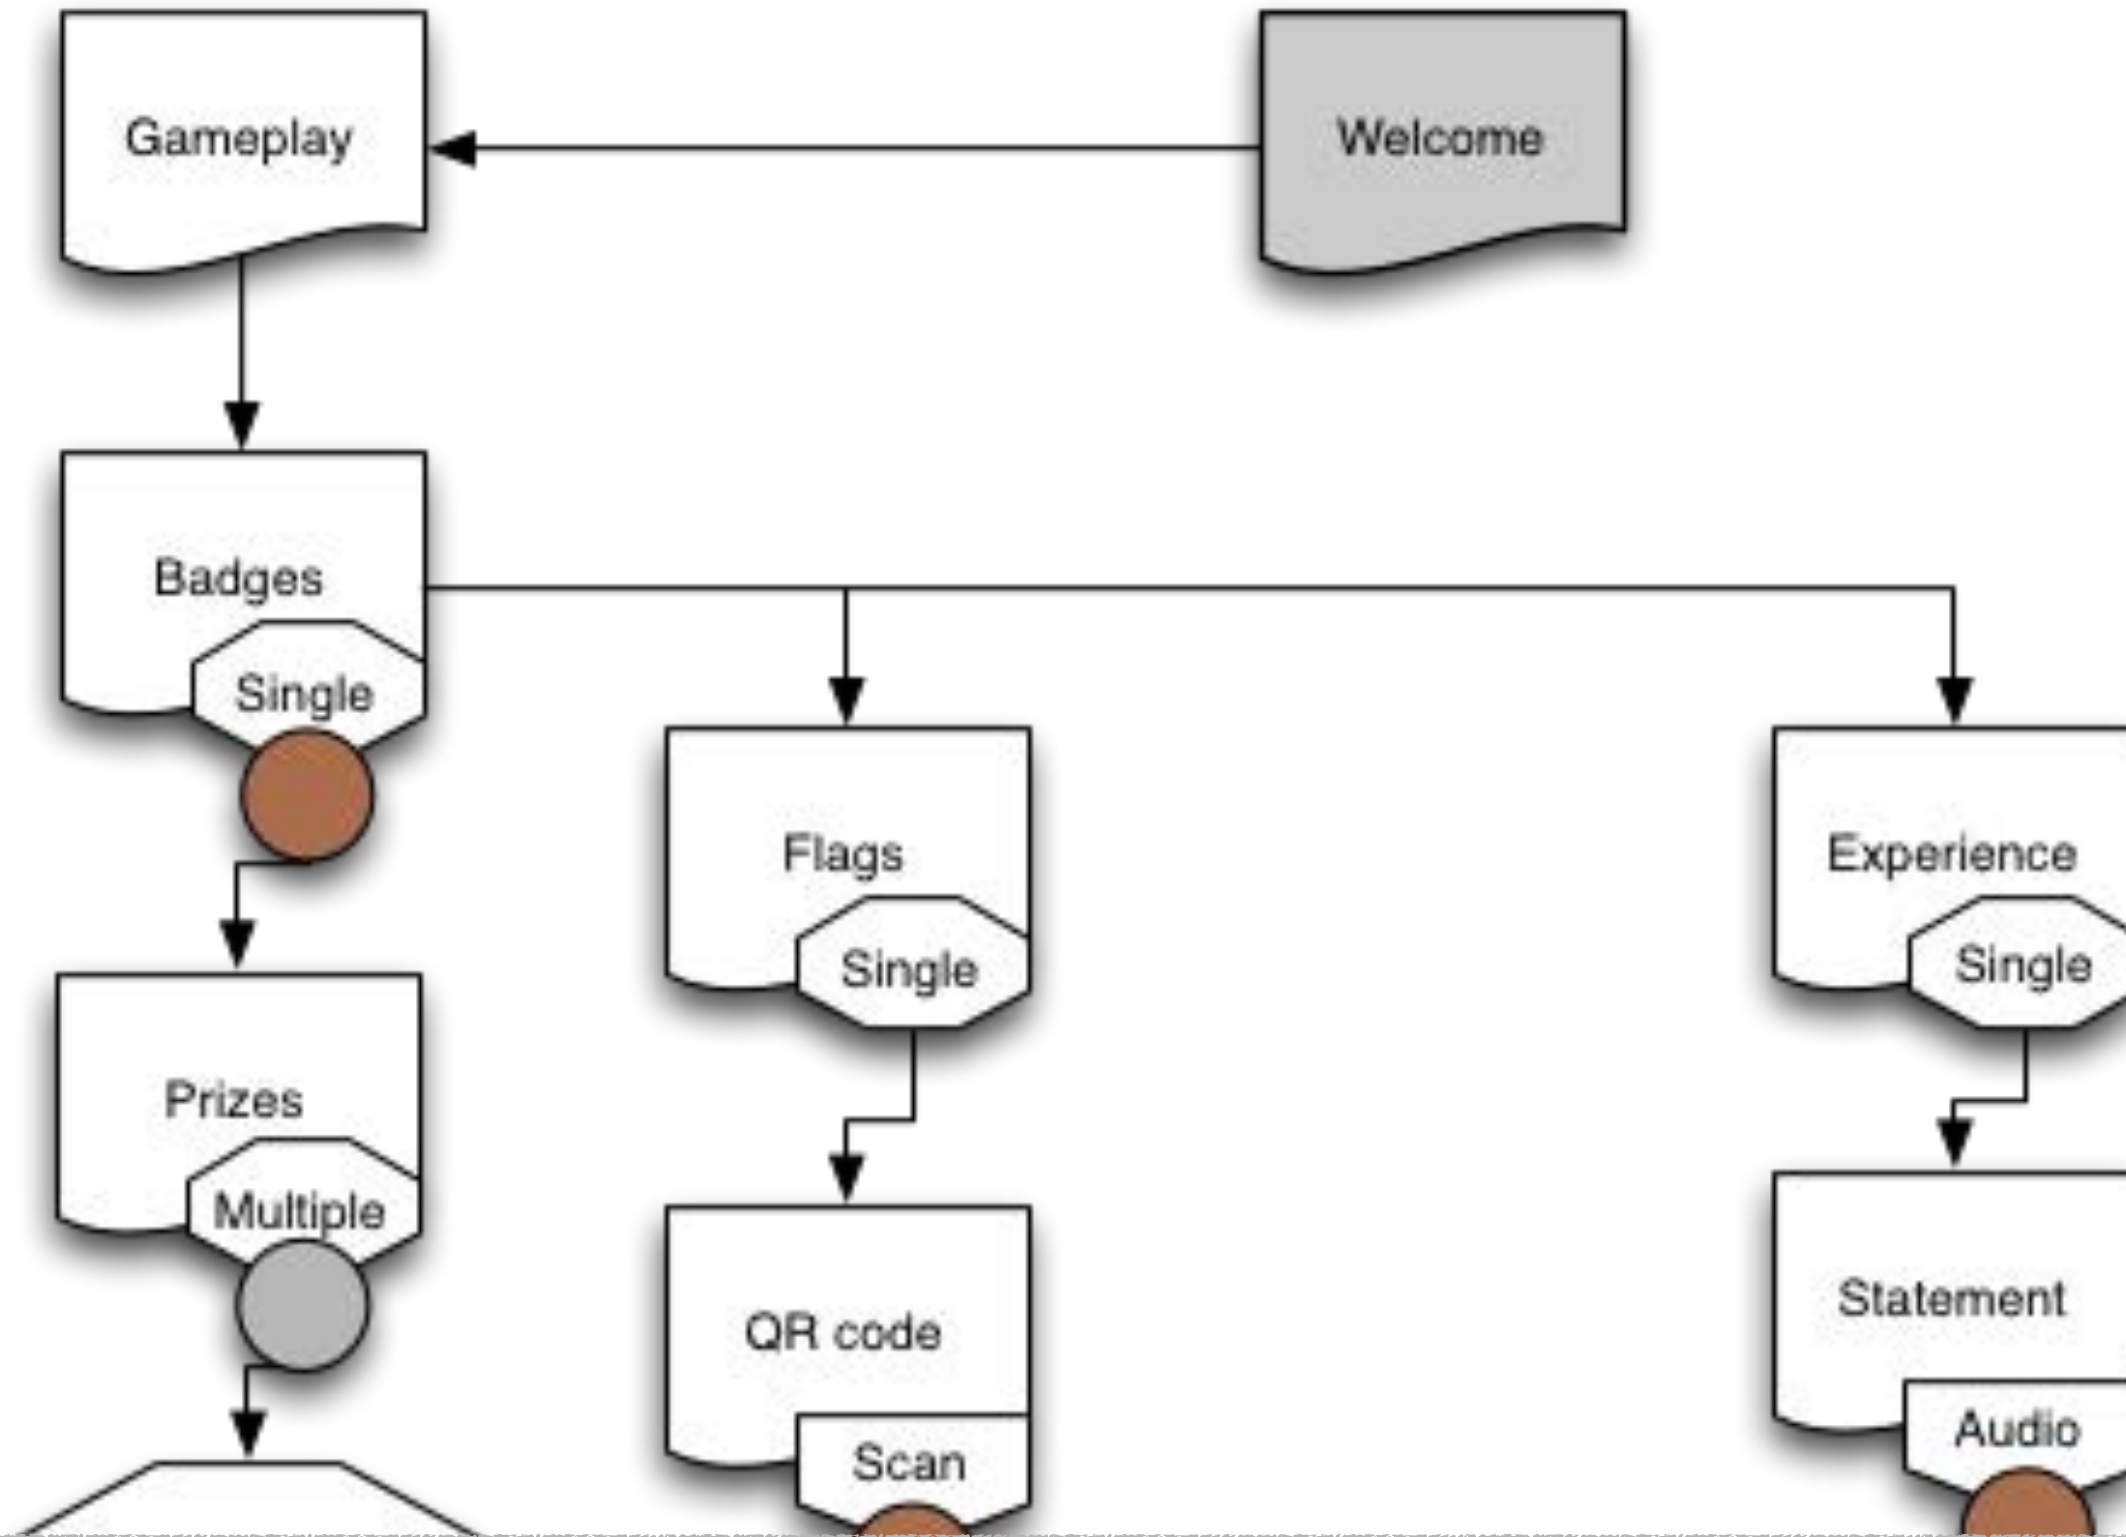 Gameplay
Welcome
Badges
Single
Flags
Single
Experience
Single
Prizes
Multiple
QR code
Scan
Statement
Audio